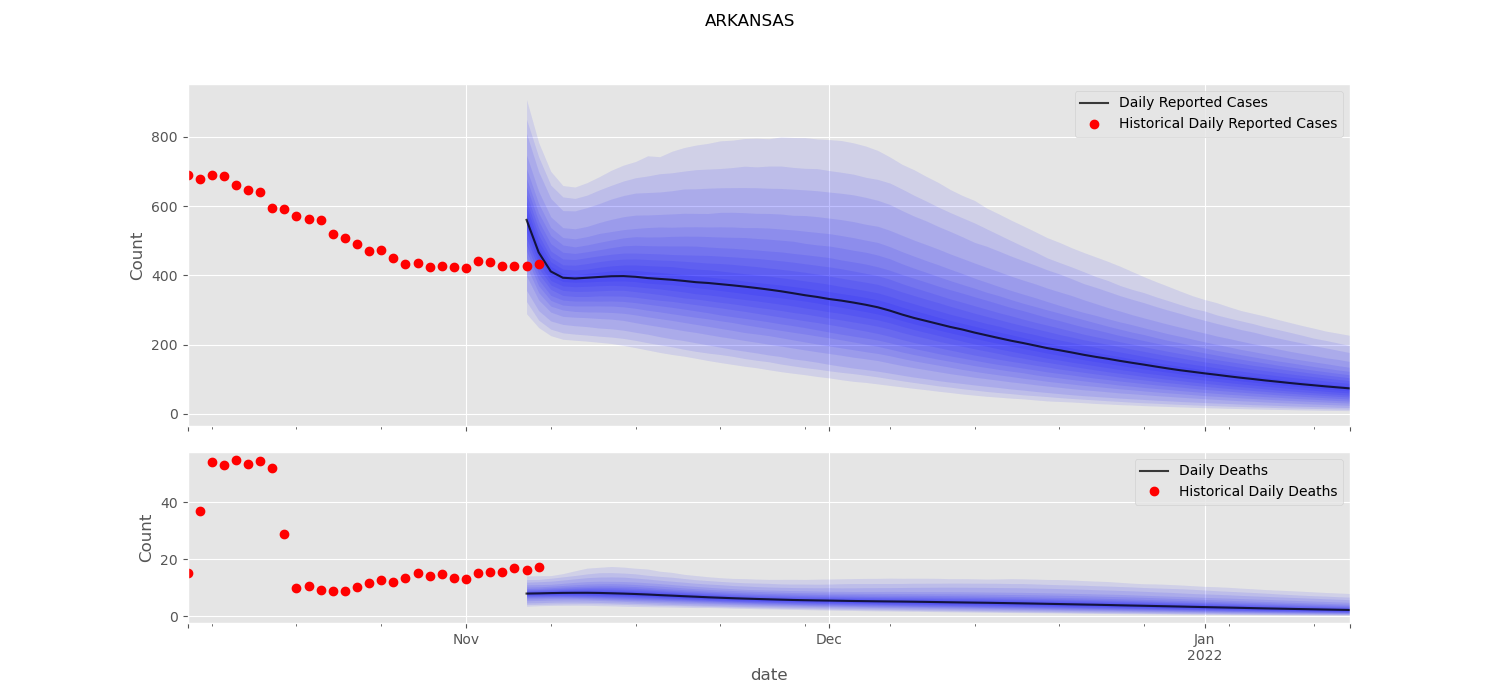 ARKANSAS
Count
800
600
400
200
0
Daily Reported Cases
Historical Daily Reported Cases
Count
40
20
0
Daily Deaths
Historical Daily Deaths
Nov
Dec
Jan
2022
date